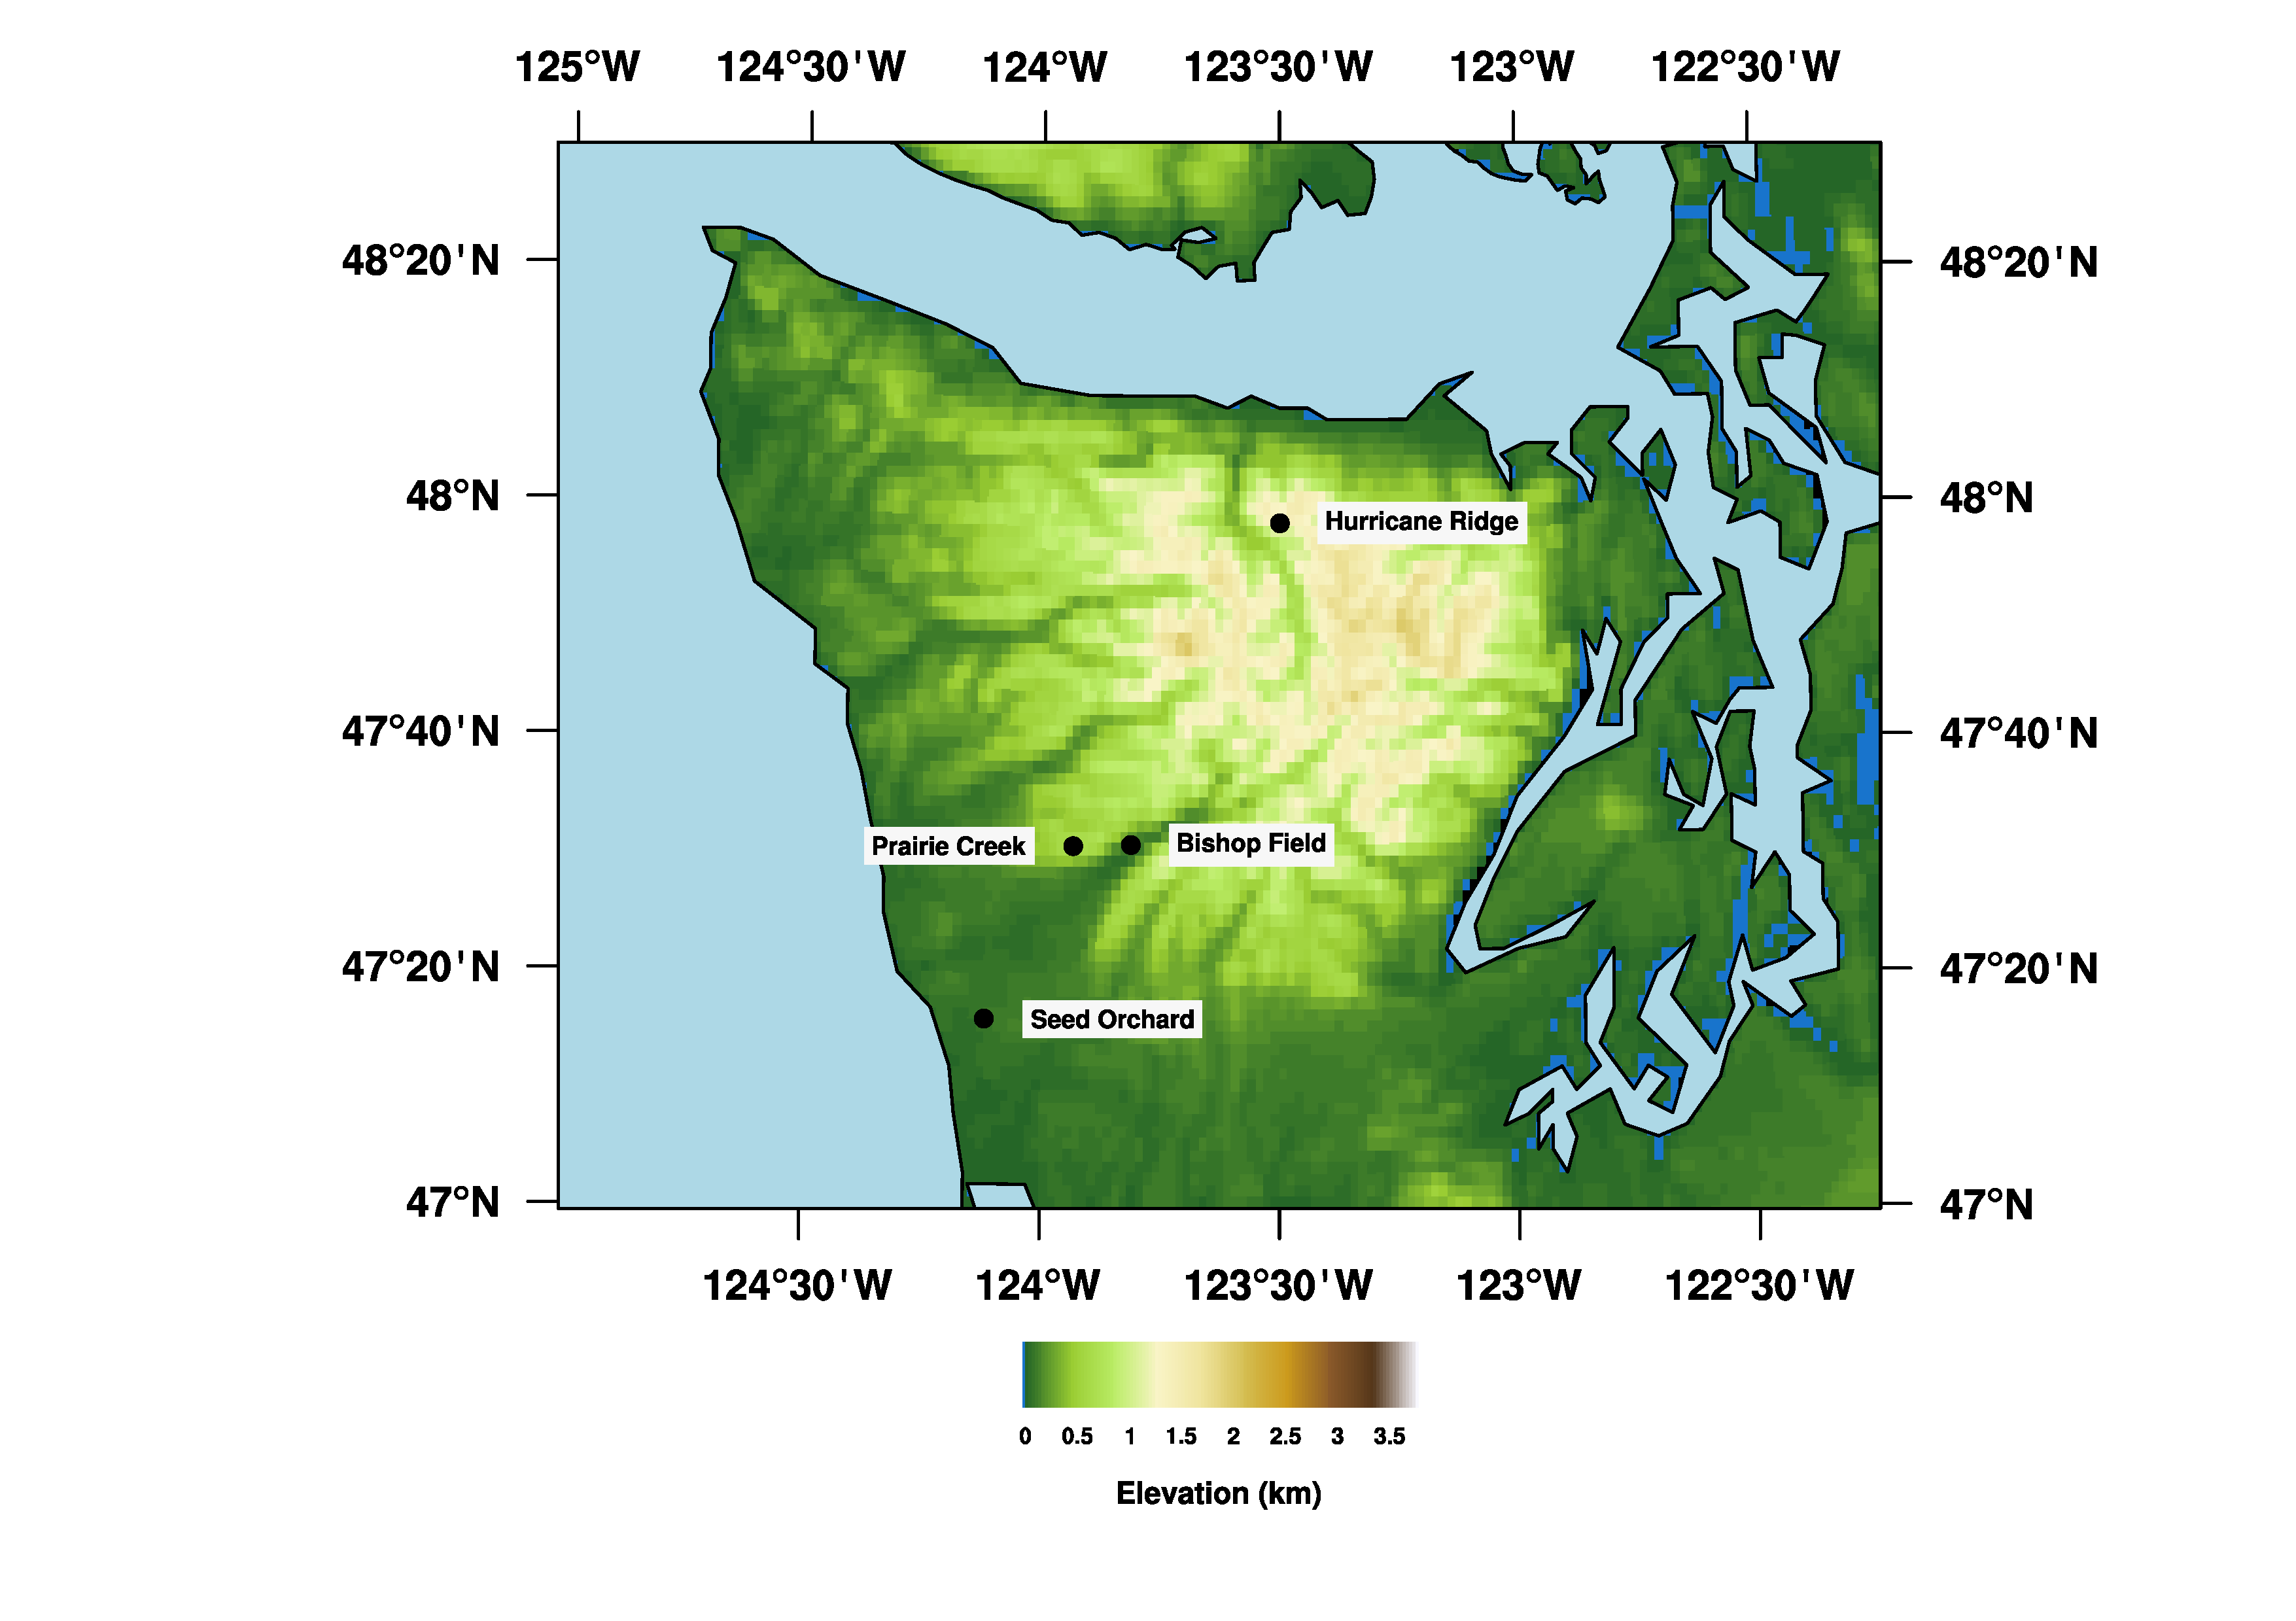 125°W 124°30'W 124°W 123°30'W 123°W 122°30'W
48°20'N 48°20'N
48°N 48°N
Hurricane Ridge
47°40'N 47°40'N
Prairie Creek Bishop Field
47°20'N 47°20'N
Seed Orchard
47°N 47°N
124°30'W 124°W 123°30'W 123°W 122°30'W
0 0.5 1 1.5 2 2.5 3 3.5
Elevation (km)